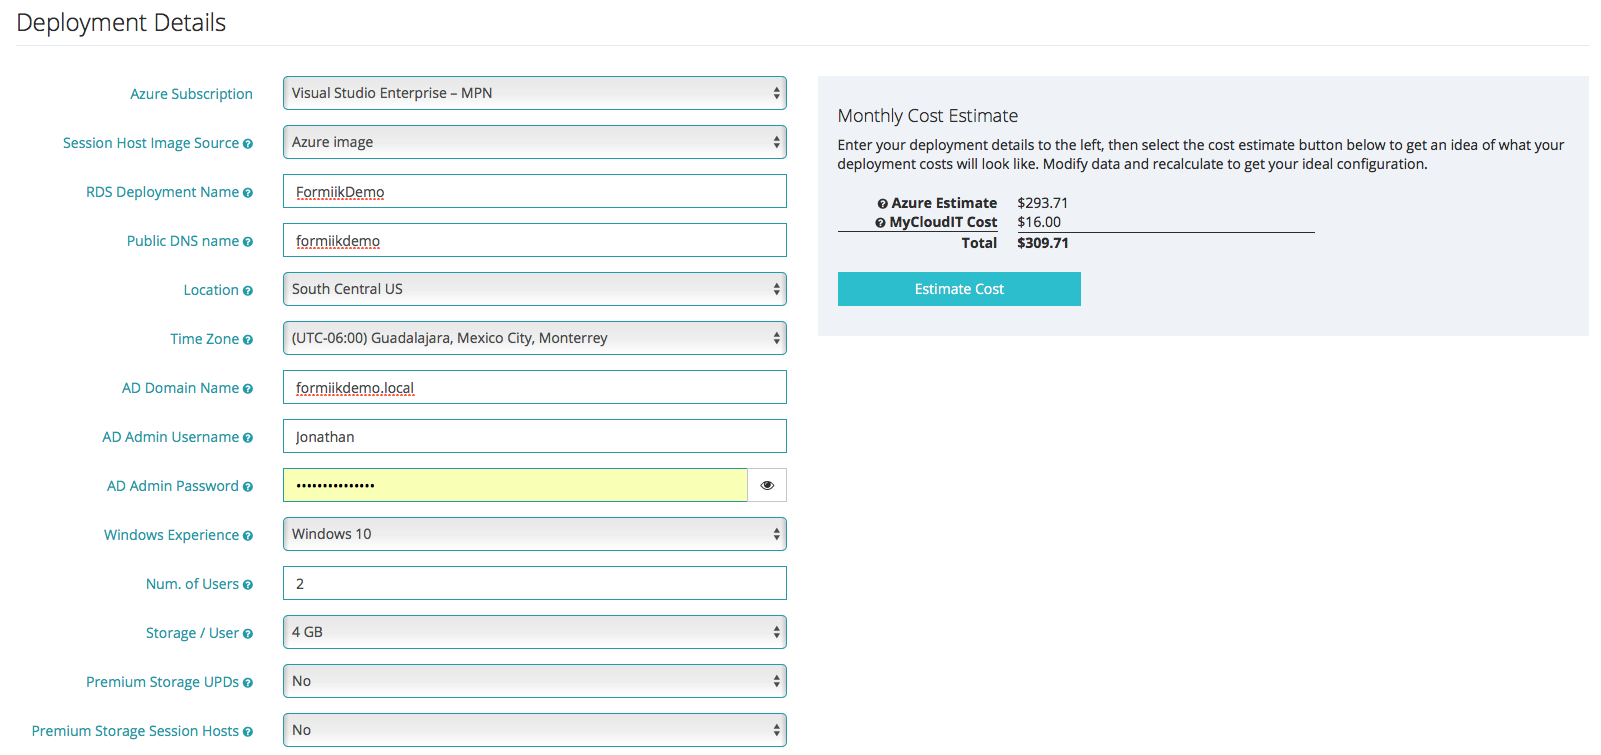 Deployment Details
Azure Subscription
Visual Studio Enterprise – MPN
Session Host Image Source
Azure image
RDS Deployment Name
FormiikDemo
Public DNS name
formiikdemo
Location
South Central US
Time Zone
(UTC-06:00) Guadalajara, Mexico City, Monterrey
AD Domain Name
formiikdemo.local
AD Admin Username
Jonathan
AD Admin Password
•••••••••••••••
Windows Experience
Windows 10
Num. of Users
2
Storage / User
4 GB
Premium Storage UPDs
No
Premium Storage Session Hosts
No
Monthly Cost Estimate
Enter your deployment details to the left, then select the cost estimate button below to get an idea of what your
deployment costs will look like. Modify data and recalculate to get your ideal configuration.
Azure Estimate $293.71
MyCloudIT Cost $16.00
Total $309.71
Estimate Cost